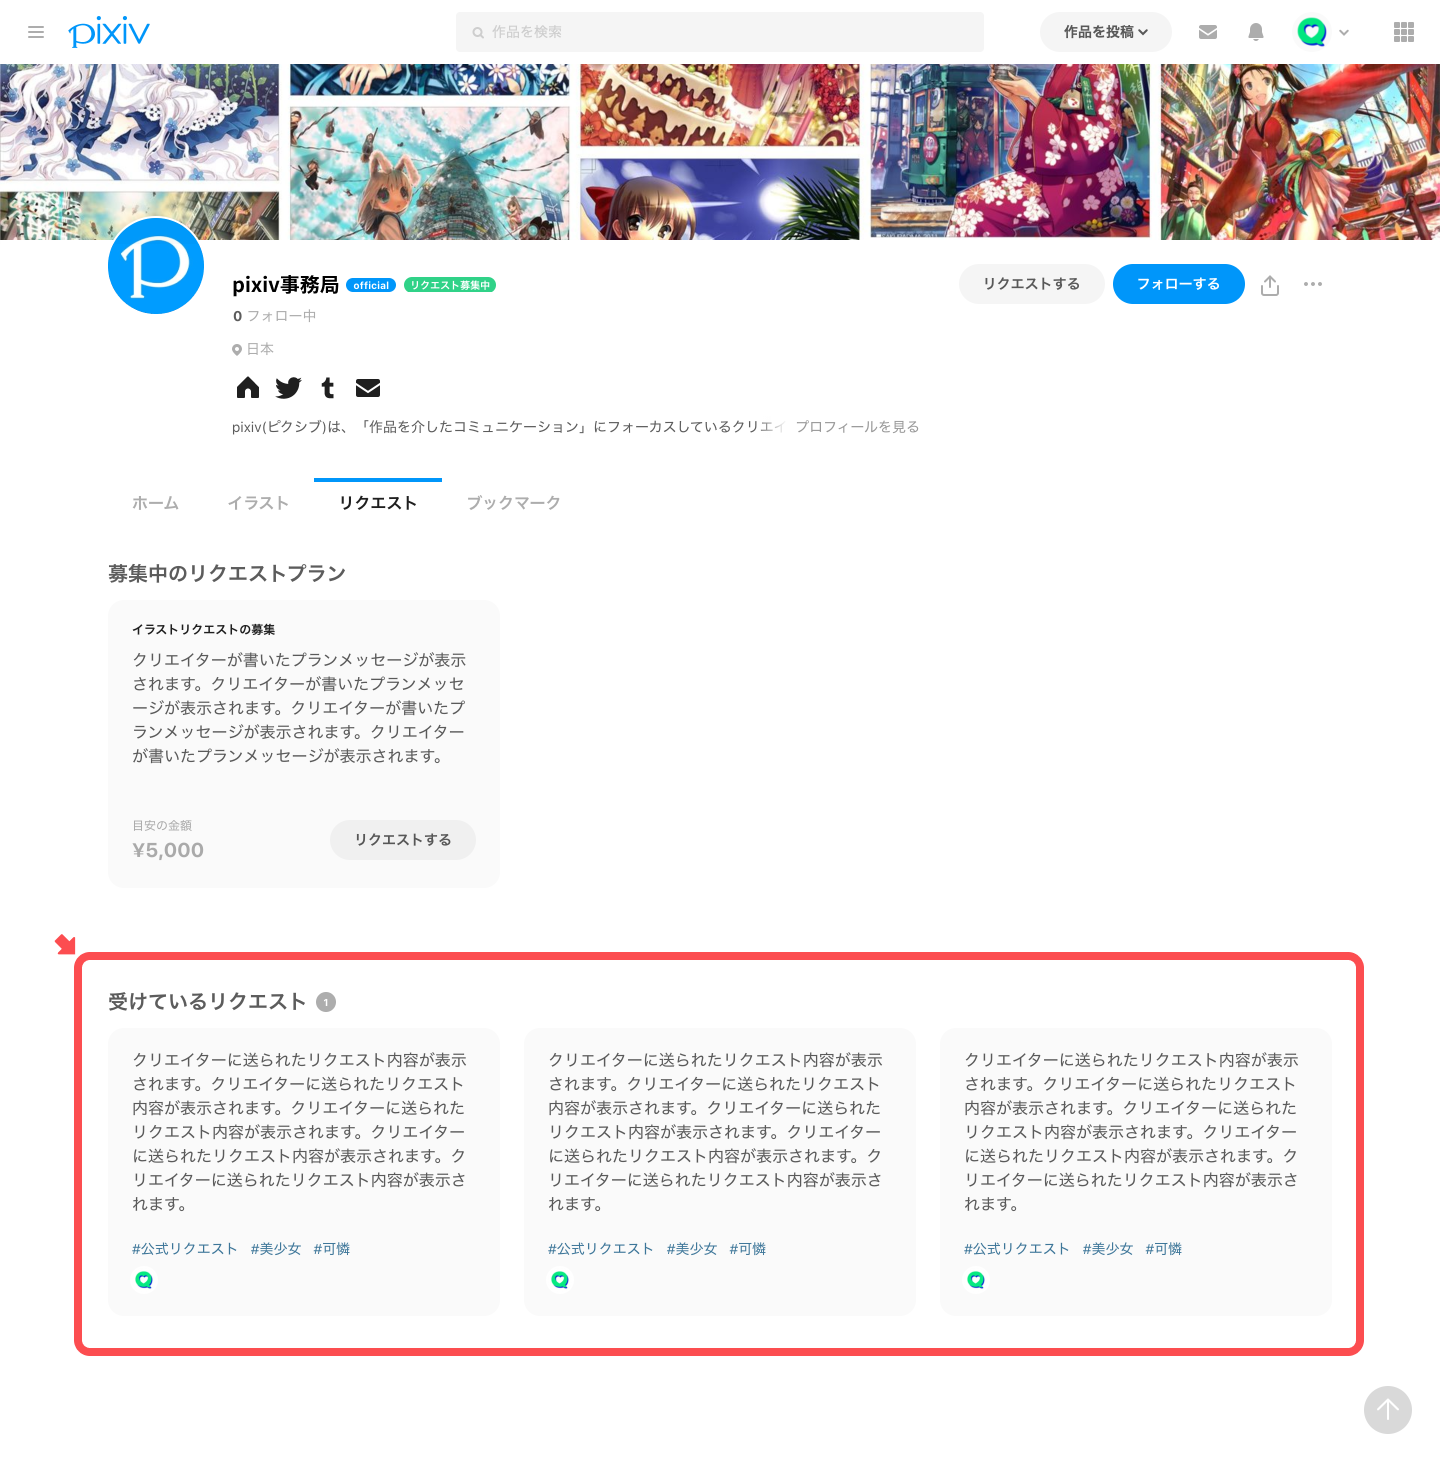 pixiv
作品を検索
作品を投稿
pixiv事務局 official リクエスト募集中
リクエストする
フォローする
0 フォロー中
日本
pixiv(ピクシブ)は、「作品を介したコミュニケーション」にフォーカスしているクリエイ プロフィールを見る
ホーム イラスト リクエスト ブックマーク
募集中のリクエストプラン
イラストリクエストの募集
クリエイターが書いたプランメッセージが表示
されます。クリエイターが書いたプランメッセ
ージが表示されます。クリエイターが書いたプ
ランメッセージが表示されます。クリエイター
が書いたプランメッセージが表示されます。
目安の金額
¥5,000
リクエストする
受けているリクエスト 1
クリエイターに送られたリクエスト内容が表示
されます。クリエイターに送られたリクエスト
内容が表示されます。クリエイターに送られた
リクエスト内容が表示されます。クリエイター
に送られたリクエスト内容が表示されます。ク
リエイターに送られたリクエスト内容が表示さ
れます。
#公式リクエスト #美少女 #可憐
クリエイターに送られたリクエスト内容が表示
されます。クリエイターに送られたリクエスト
内容が表示されます。クリエイターに送られた
リクエスト内容が表示されます。クリエイター
に送られたリクエスト内容が表示されます。ク
リエイターに送られたリクエスト内容が表示さ
れます。
#公式リクエスト #美少女 #可憐
クリエイターに送られたリクエスト内容が表示
されます。クリエイターに送られたリクエスト
内容が表示されます。クリエイターに送られた
リクエスト内容が表示されます。クリエイター
に送られたリクエスト内容が表示されます。ク
リエイターに送られたリクエスト内容が表示さ
れます。
#公式リクエスト #美少女 #可憐